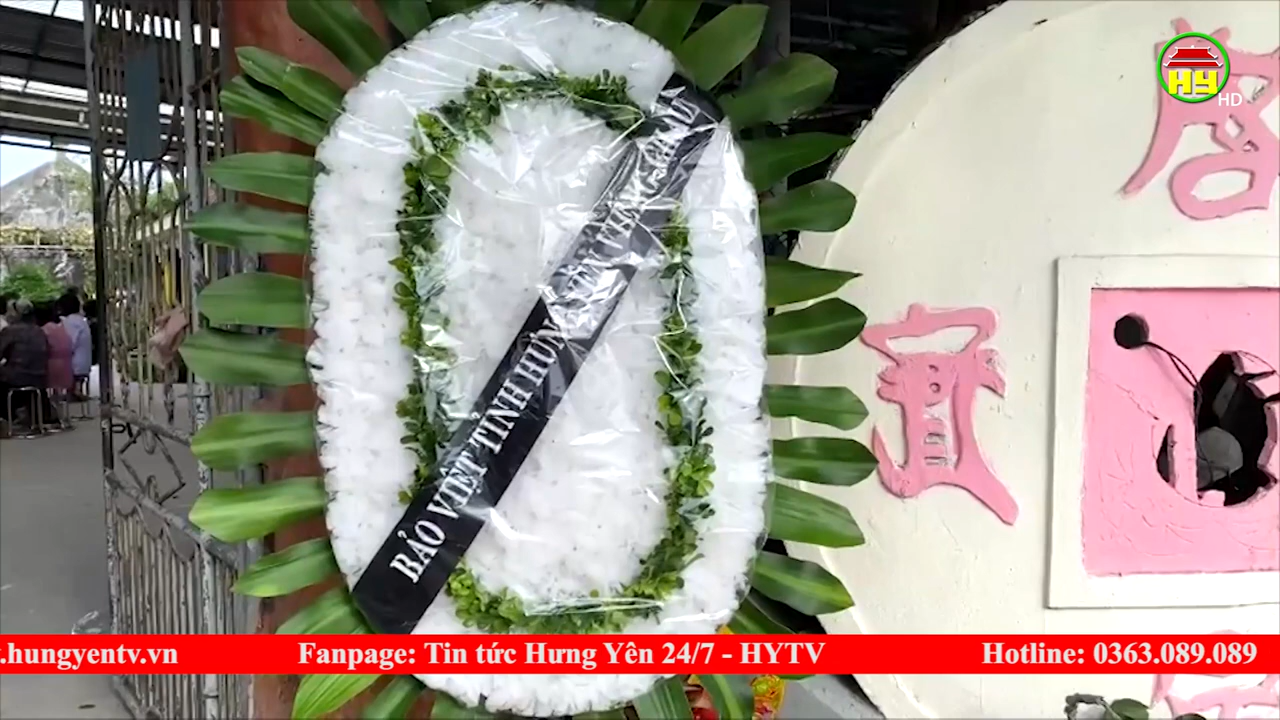 HY
HD
BẢO VIỆT TỈNH HƯNG YÊN
w.hungyentv.vn
Fanpage: Tin tức Hưng Yên 24/7 - HYTV
Hotline: 0363.089.089